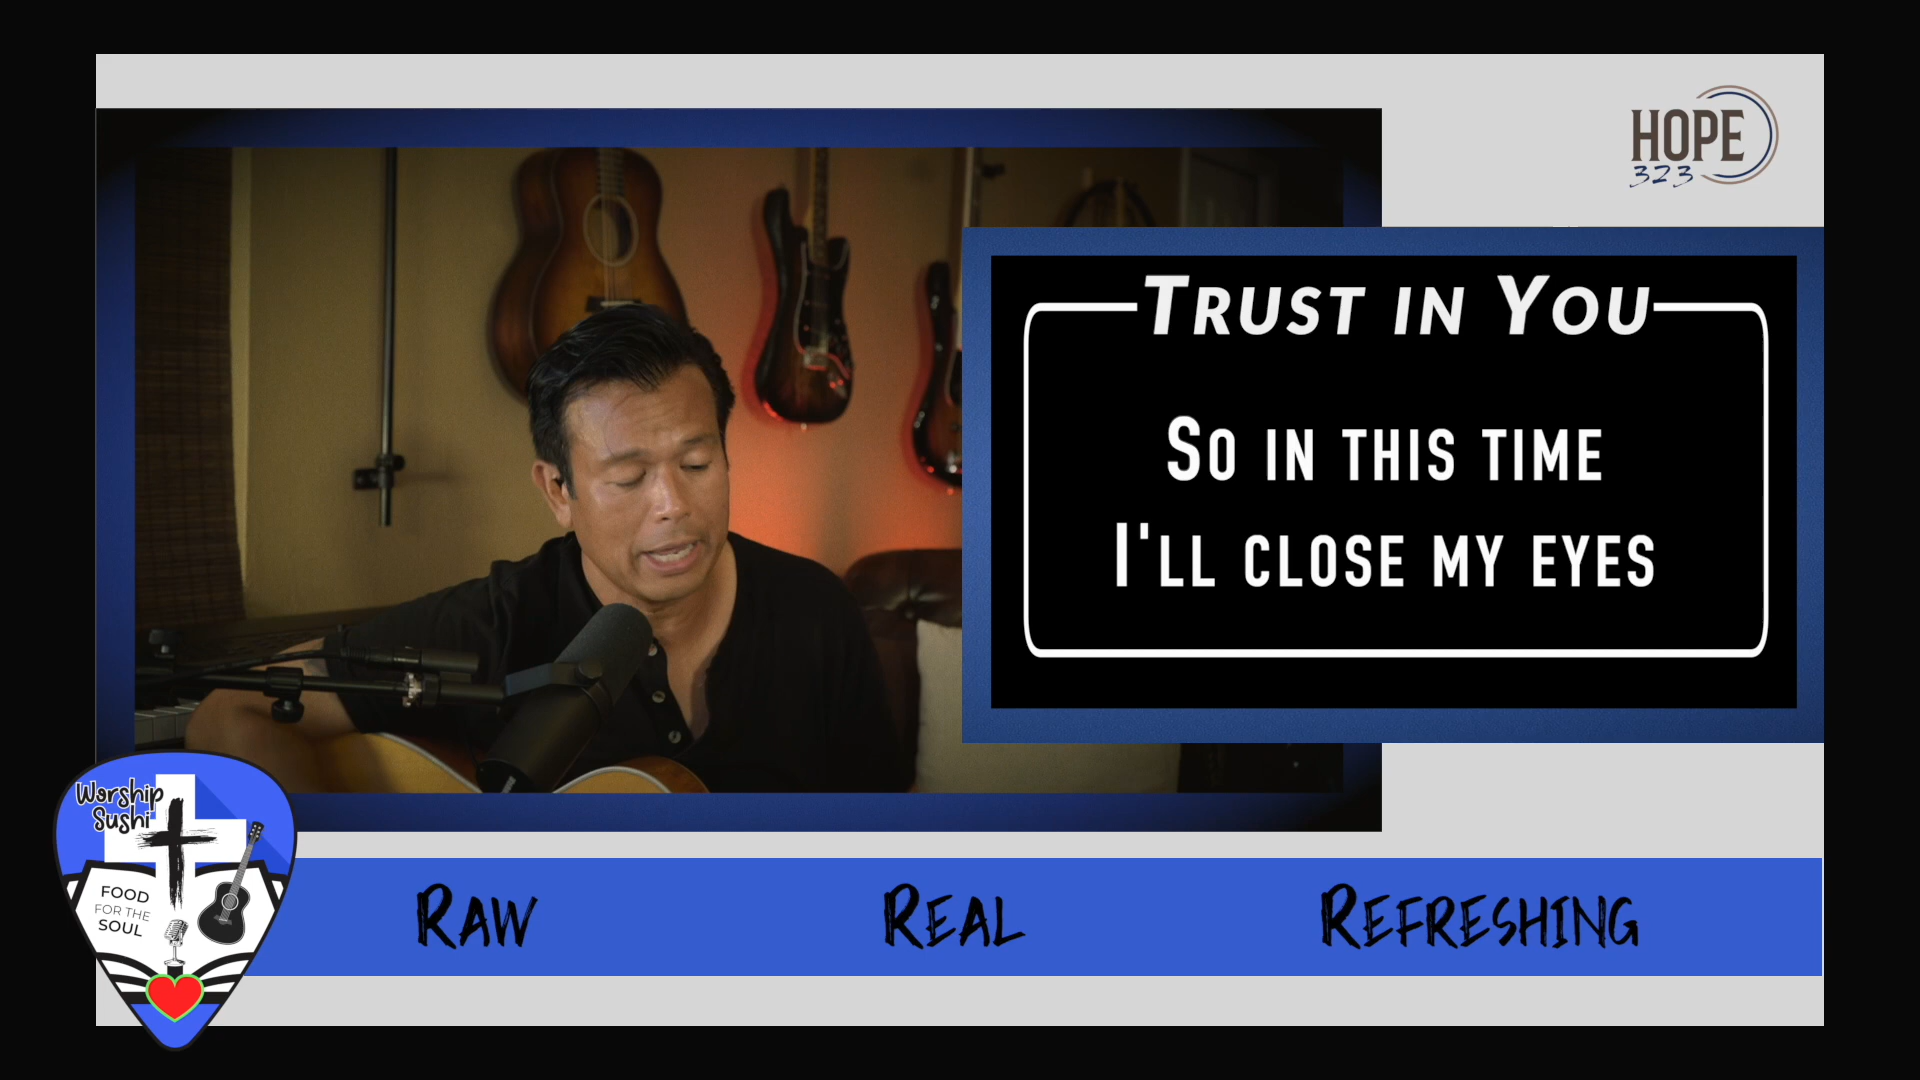 HOPE
323
TRUST IN YOU
SO IN THIS TIME
I'LL CLOSE MY EYES
Worship
Sushi
FOOD
FOR THE
SOUL
RAW REAL REFRESHING